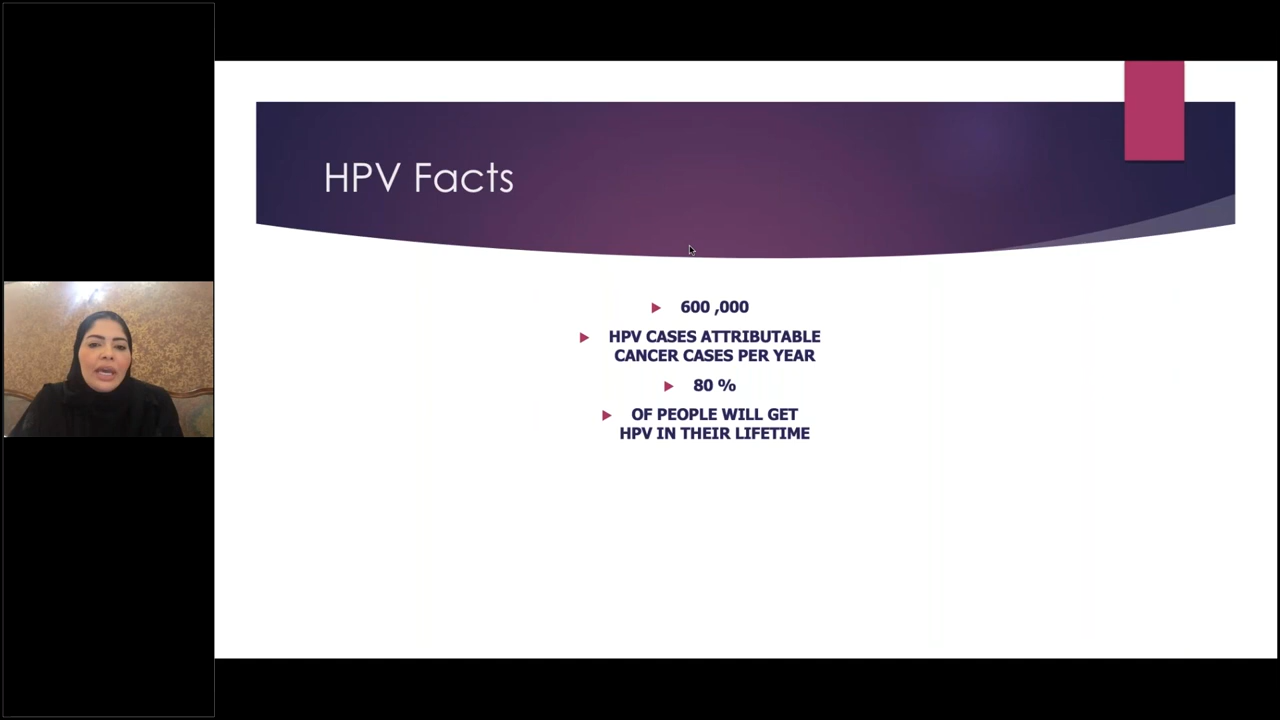 HPV Facts
600 ,000
HPV CASES ATTRIBUTABLE
CANCER CASES PER YEAR
80 %
OF PEOPLE WILL GET
HPV IN THEIR LIFETIME